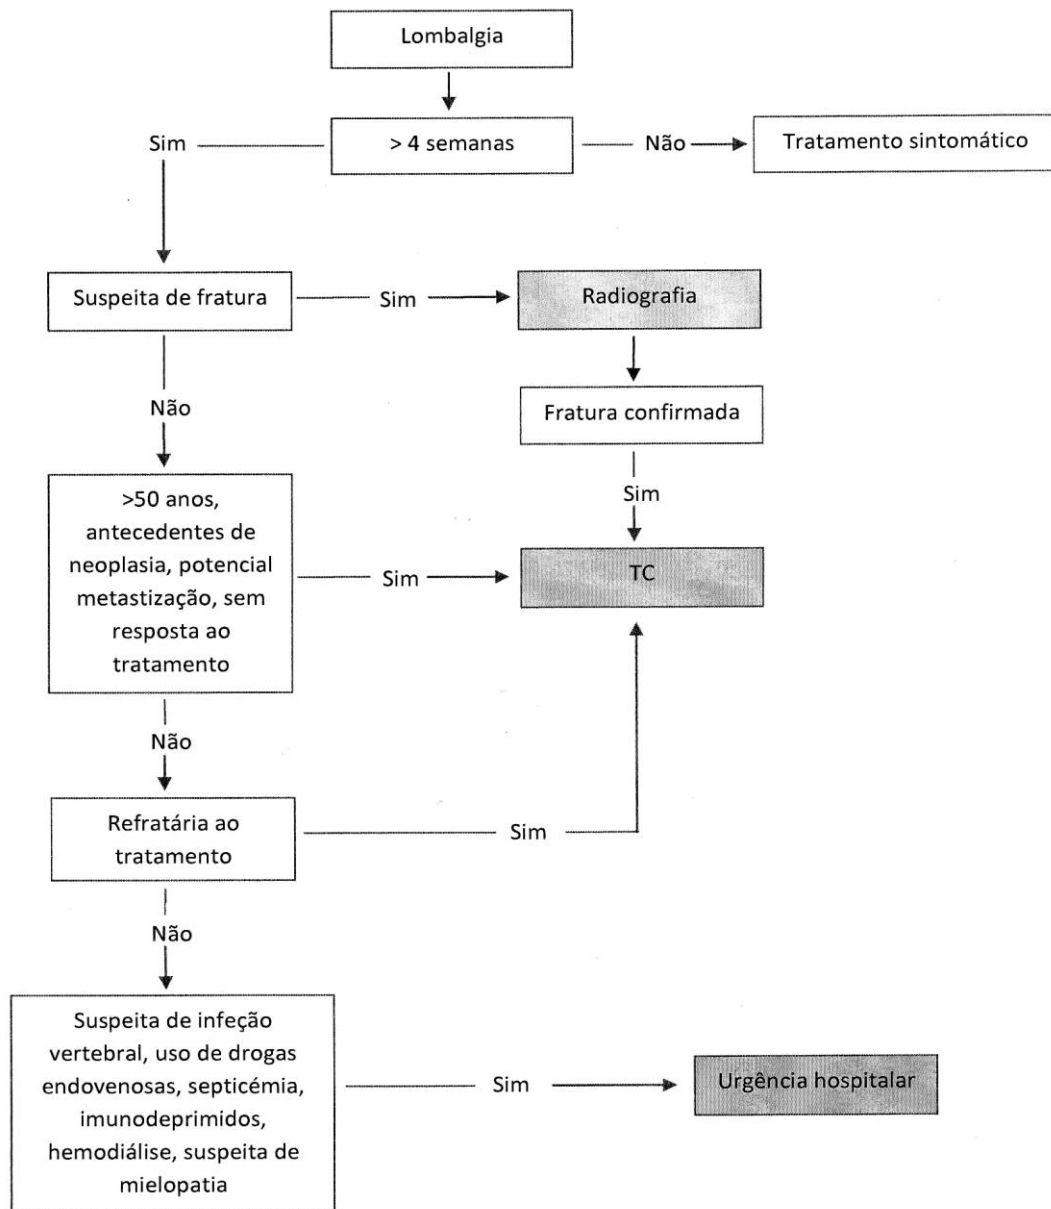 Lombalgia
Sim
> 4 semanas
Não
Tratamento sintomático
Suspeita de fratura
Sim
Radiografia
Não
Fratura confirmada
Sim
>50 anos,
antecedentes de
neoplasia, potencial
metastização, sem
resposta ao
tratamento
Sim
TC
Não
Refratária ao
tratamento
Sim
Não
Suspeita de infeção
vertebral, uso de drogas
endovenosas, septicémia,
imunodeprimidos,
hemodiálise, suspeita de
mielopatia
Sim
Urgência hospitalar